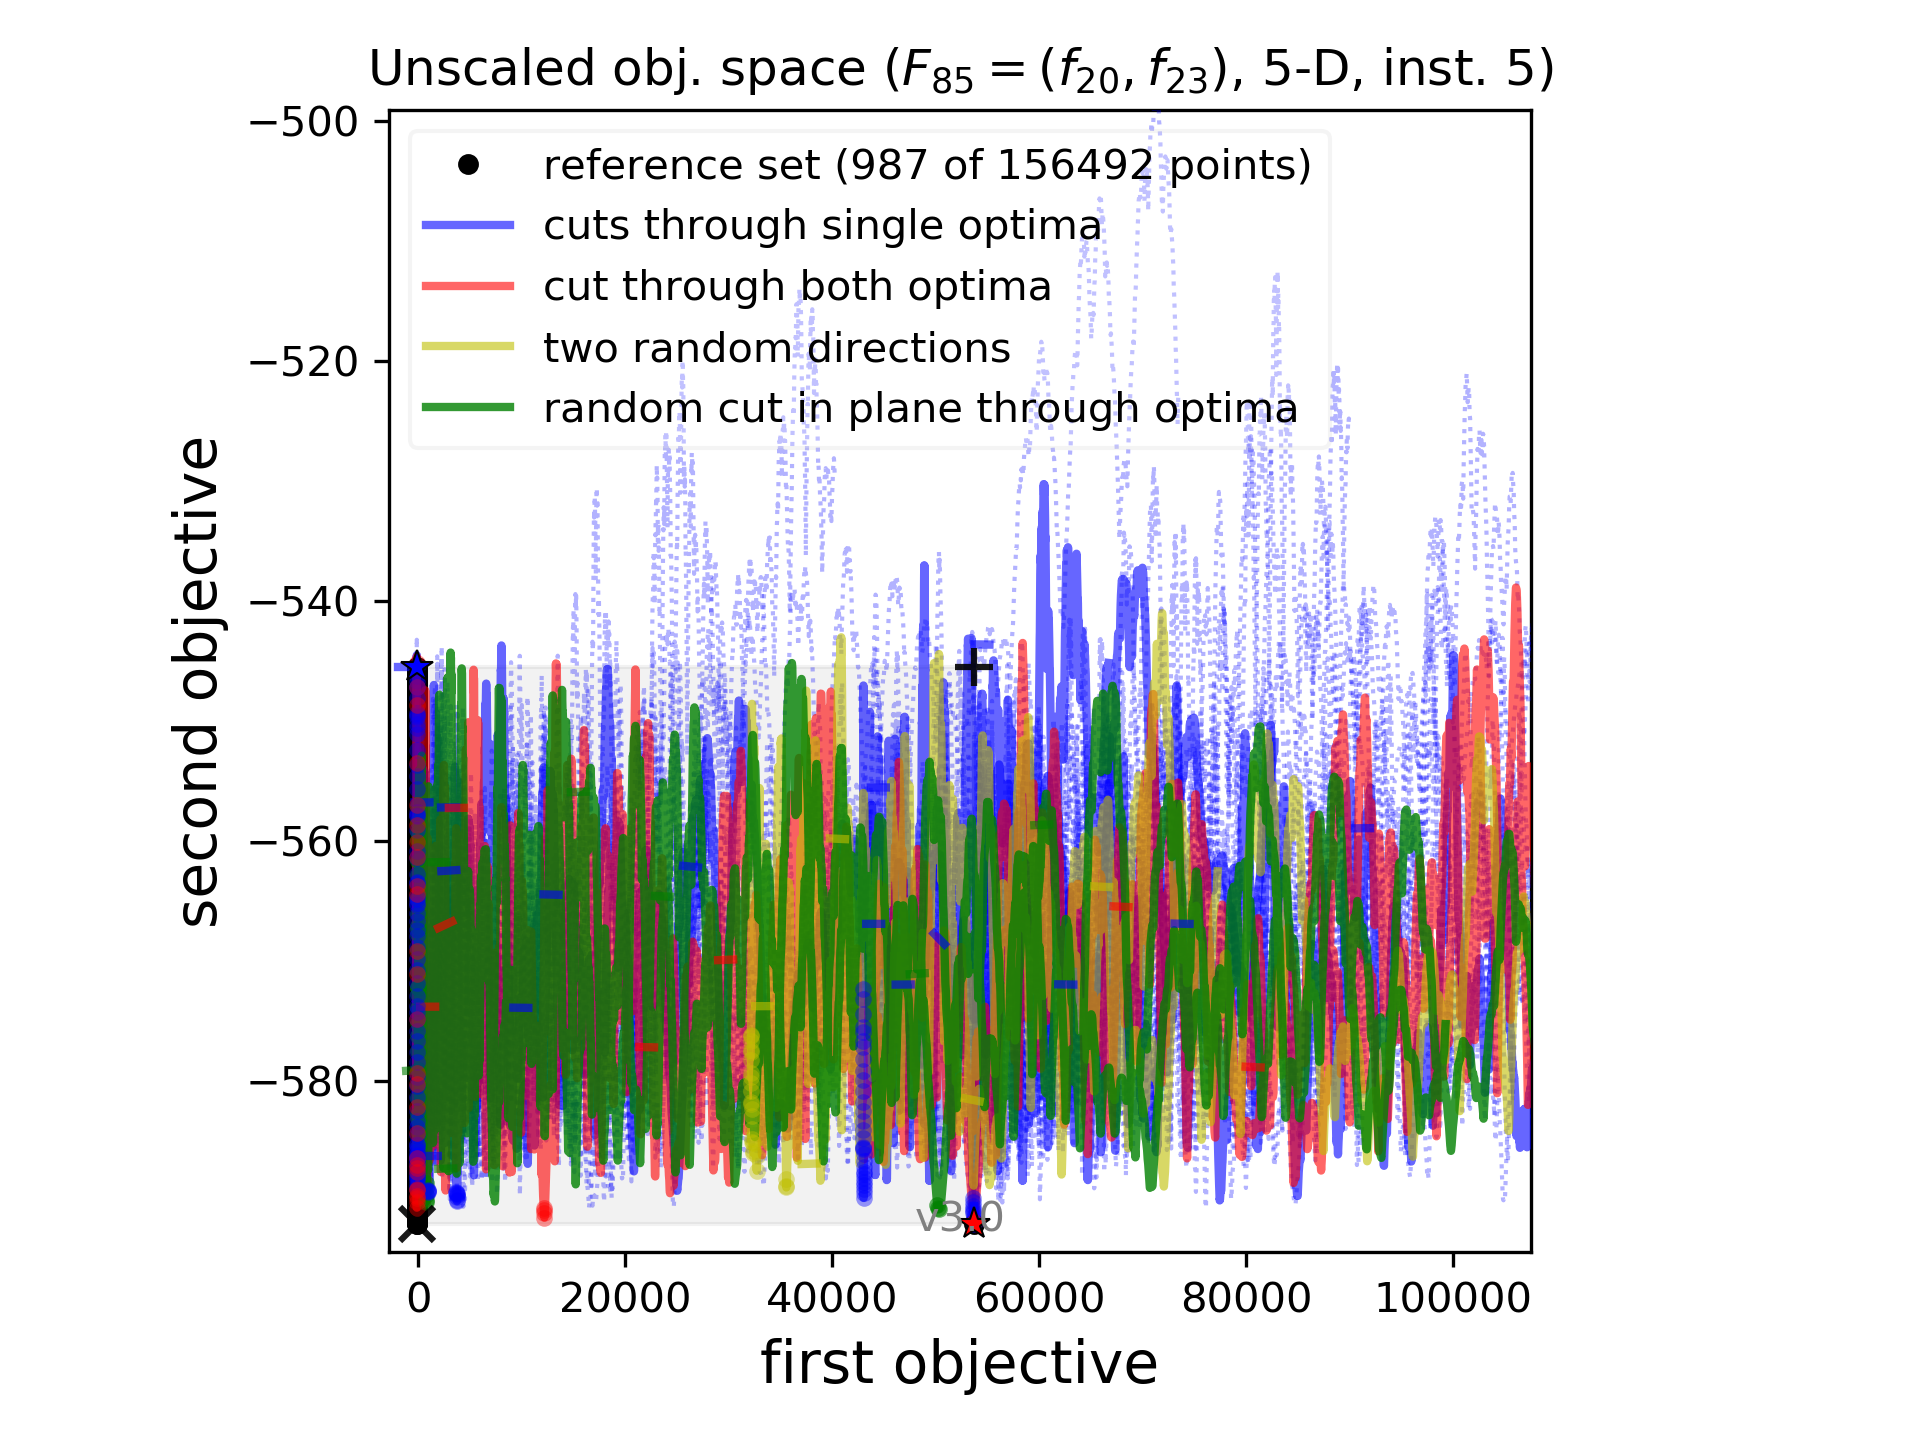 Unscaled obj. space (F₈₅ = (f₂₀, f₂₃), 5-D, inst. 5)
−500
−520
−540
−560
−580
second objective
reference set (987 of 156492 points)
cuts through single optima
cut through both optima
two random directions
random cut in plane through optima
v3.0
0
20000
40000
60000
80000
100000
first objective